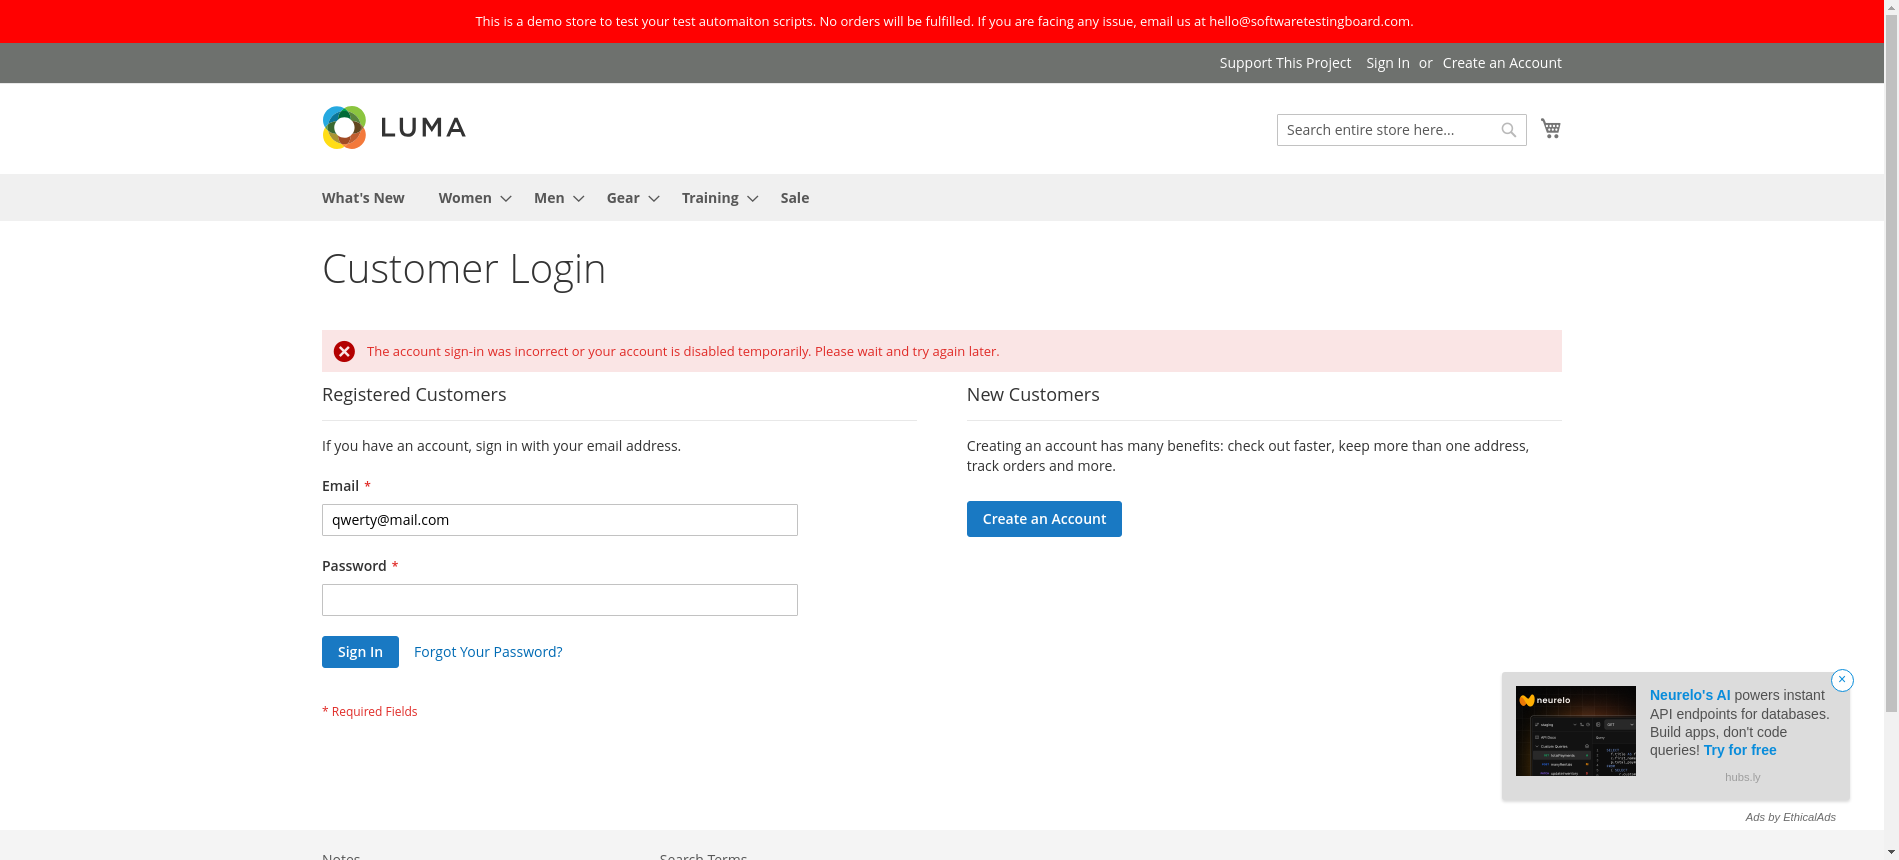 This is a demo store to test your test automaiton scripts. No orders will be fulfilled. If you are facing any issue, email us at hello@softwaretestingboard.com.
Support This Project Sign In or Create an Account
LUMA
Search entire store here...
What's New Women Men Gear Training Sale
Customer Login
The account sign-in was incorrect or your account is disabled temporarily. Please wait and try again later.
Registered Customers
If you have an account, sign in with your email address.
Email *
qwerty@mail.com
Password *
Sign In Forgot Your Password?
* Required Fields
New Customers
Creating an account has many benefits: check out faster, keep more than one address,
track orders and more.
Create an Account
neurelo
Neurelo's AI powers instant
API endpoints for databases.
Build apps, don't code
queries! Try for free
hubs.ly
Ads by EthicalAds
Notes Search Terms